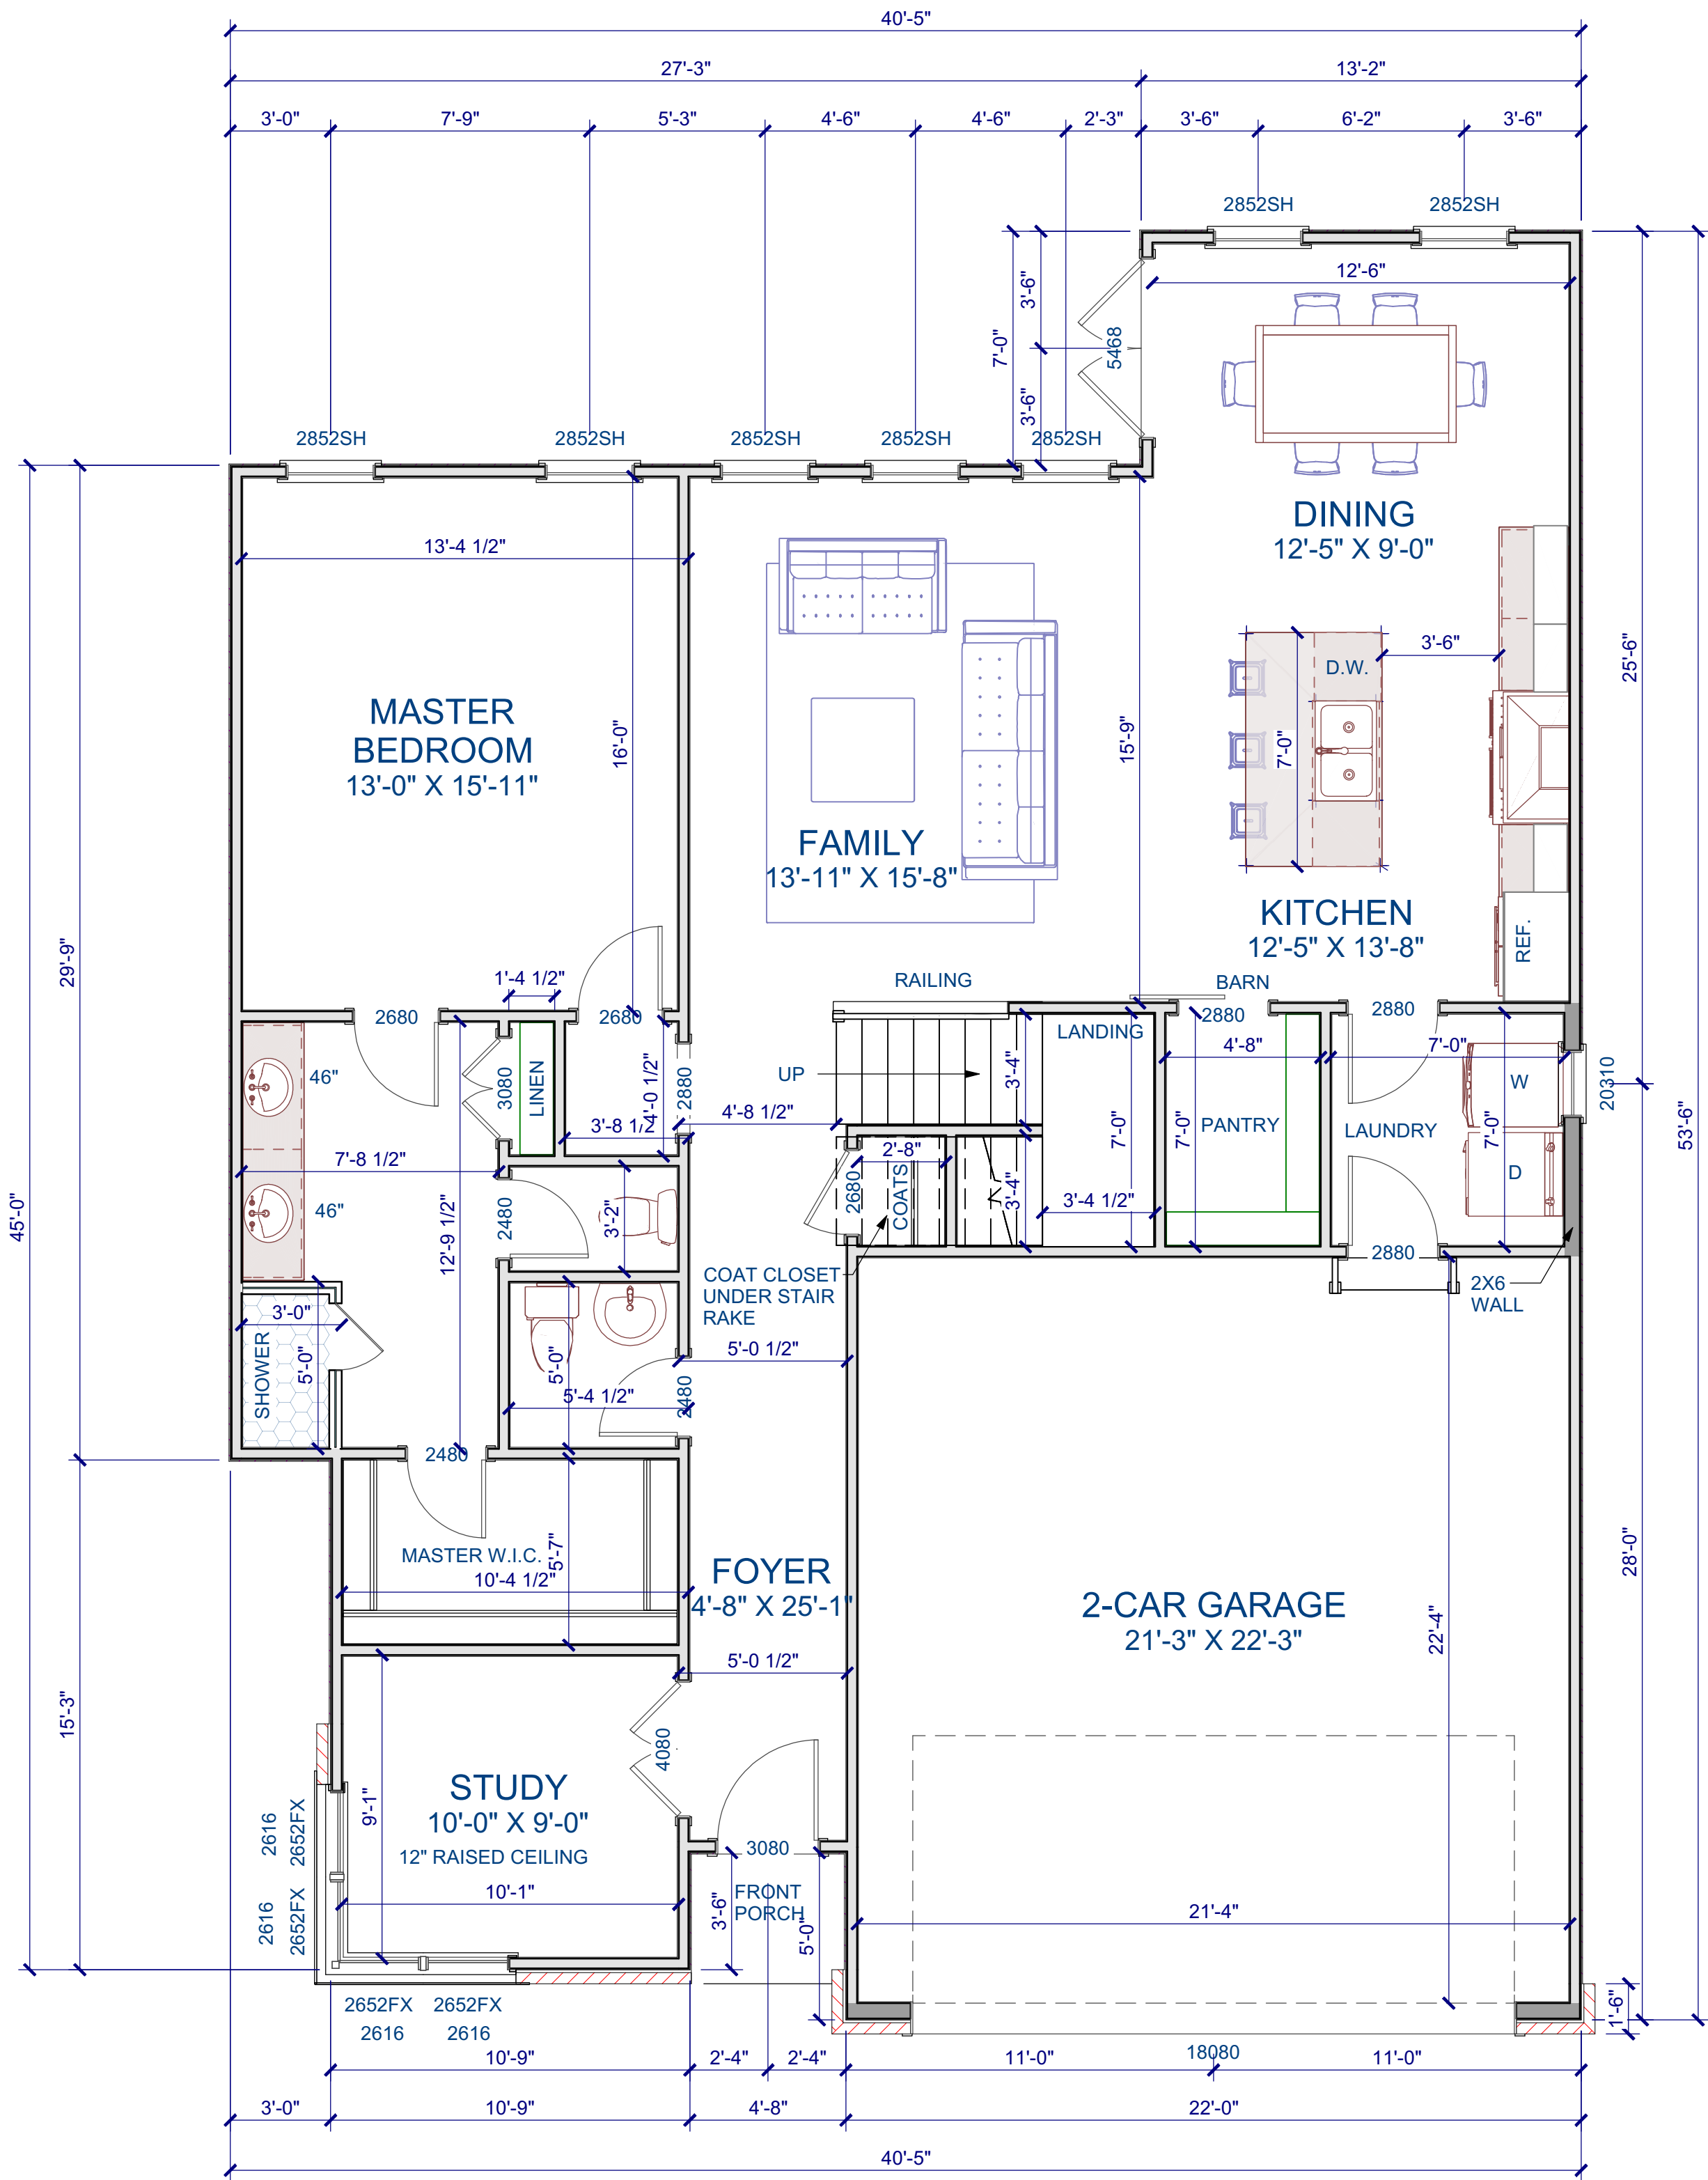 40'-5"
27'-3" 13'-2"
3'-0" 7'-9" 5'-3" 4'-6" 4'-6" 2'-3" 3'-6" 6'-2" 3'-6"
2852SH 2852SH
12'-6"
3'-6"
7'-0"
5468
3'-6"
2852SH 2852SH 2852SH 2852SH 2852SH
DINING
12'-5" X 9'-0"
13'-4 1/2"
3'-6"
D.W.
25'-6"
MASTER
BEDROOM
13'-0" X 15'-11"
16'-0"
15'-9"
7'-0"
FAMILY
13'-11" X 15'-8"
KITCHEN
12'-5" X 13'-8"
REF.
29'-9"
1'-4 1/2"
RAILING
BARN
2680 2680
2880 2880
LANDING
UP
46"
3080
LINEN
4'-0 1/2"
2880
3'-4"
4'-8"
7'-0"
W
20310
4'-8 1/2"
3'-8 1/2"
7'-0"
7'-0"
PANTRY
LAUNDRY
7'-0"
53'-6"
7'-8 1/2"
2'-8"
2680
COATS
3'-4"
3'-4 1/2"
D
45'-0"
46"
12'-9 1/2"
2480
3'-2"
2880
COAT CLOSET
UNDER STAIR
RAKE
2X6
WALL
3'-0"
SHOWER
5'-0"
5'-0"
5'-0 1/2"
5'-4 1/2"
2480
2480
MASTER W.I.C.
5'-7"
10'-4 1/2"
FOYER
4'-8" X 25'-1"
2-CAR GARAGE
21'-3" X 22'-3"
22'-4"
28'-0"
5'-0 1/2"
15'-3"
4080
STUDY
10'-0" X 9'-0"
12" RAISED CEILING
9'-1"
2616 2652FX
2616 2652FX
3080
10'-1"
FRONT
PORCH
3'-6"
5'-0"
21'-4"
1'-6"
2652FX 2652FX
2616 2616
18080
10'-9" 2'-4" 2'-4" 11'-0" 11'-0"
3'-0" 10'-9" 4'-8" 22'-0"
40'-5"